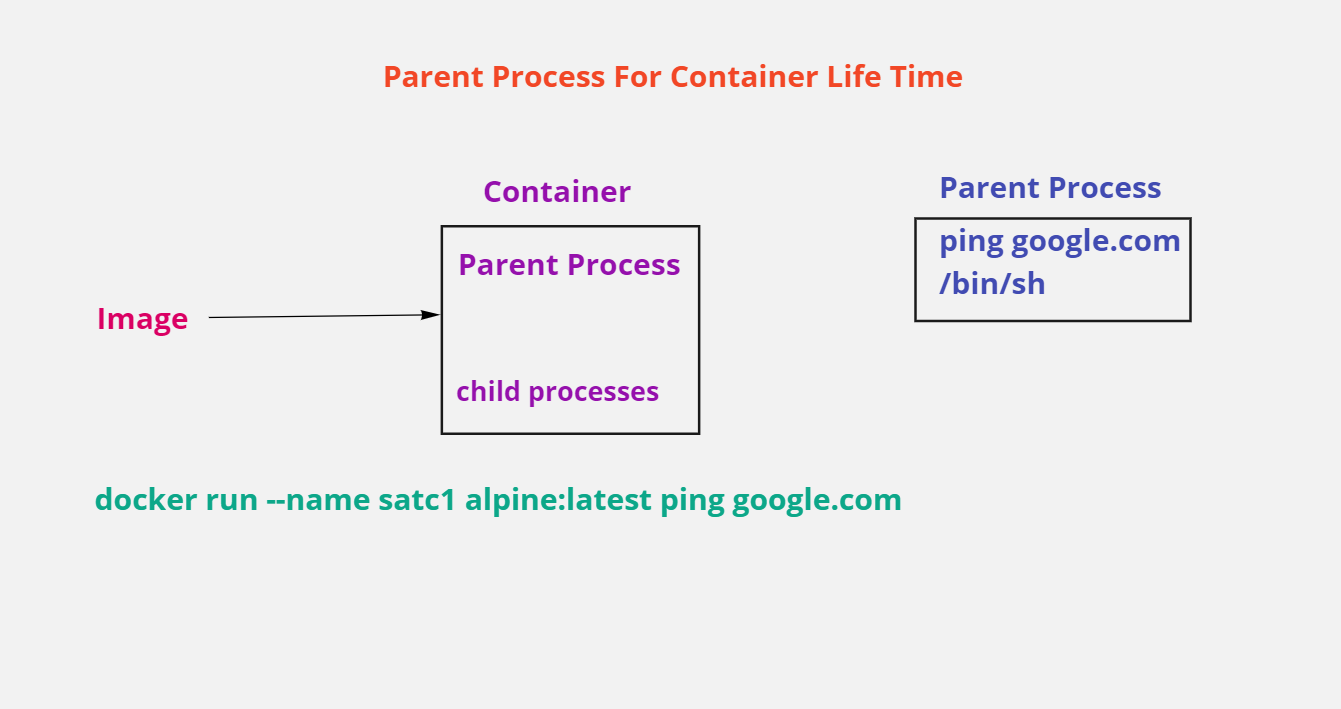 Parent Process For Container Life Time
Container
Parent Process
child processes
Image
Parent Process
ping google.com
/bin/sh
docker run --name satc1 alpine:latest ping google.com